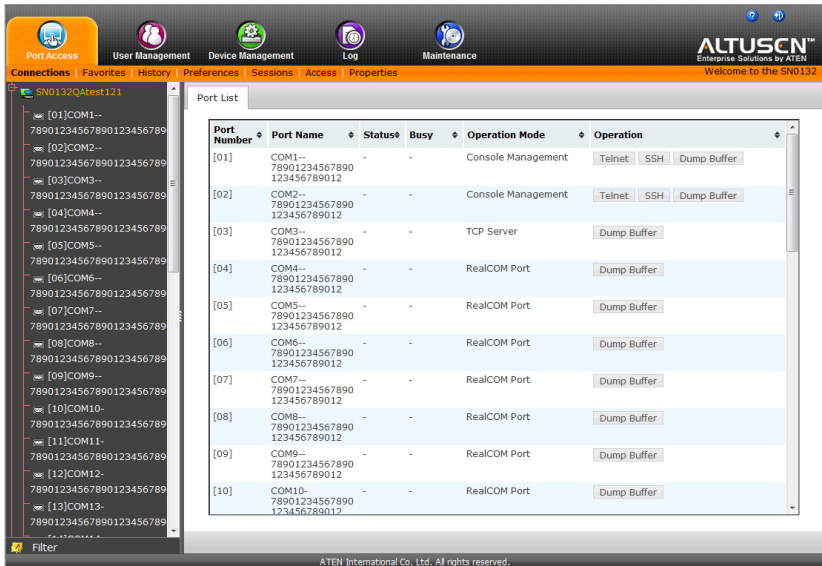 ALTUSEN™
Enterprise Solutions by ATEN
Port Access User Management Device Management Log Maintenance
Connections Favorites History Preferences Sessions Access Properties Welcome to the SN0132
SN0132QAtest121
[01]COM1--
78901234567890123456789
[02]COM2--
78901234567890123456789
[03]COM3--
78901234567890123456789
[04]COM4--
78901234567890123456789
[05]COM5--
78901234567890123456789
[06]COM6--
78901234567890123456789
[07]COM7--
78901234567890123456789
[08]COM8--
78901234567890123456789
[09]COM9--
78901234567890123456789
[10]COM10-
78901234567890123456789
[11]COM11-
78901234567890123456789
[12]COM12-
78901234567890123456789
[13]COM13-
78901234567890123456789
Filter
Port List
Port Number Port Name Status Busy Operation Mode Operation
[01] COM1-- - - Console Management Telnet SSH Dump Buffer
78901234567890
123456789012
[02] COM2-- - - Console Management Telnet SSH Dump Buffer
78901234567890
123456789012
[03] COM3-- - - TCP Server Dump Buffer
78901234567890
123456789012
[04] COM4-- - - RealCOM Port Dump Buffer
78901234567890
123456789012
[05] COM5-- - - RealCOM Port Dump Buffer
78901234567890
123456789012
[06] COM6-- - - RealCOM Port Dump Buffer
78901234567890
123456789012
[07] COM7-- - - RealCOM Port Dump Buffer
78901234567890
123456789012
[08] COM8-- - - RealCOM Port Dump Buffer
78901234567890
123456789012
[09] COM9-- - - RealCOM Port Dump Buffer
78901234567890
123456789012
[10] COM10- - - RealCOM Port Dump Buffer
78901234567890
123456789012
ATEN International Co. Ltd. All rights reserved.